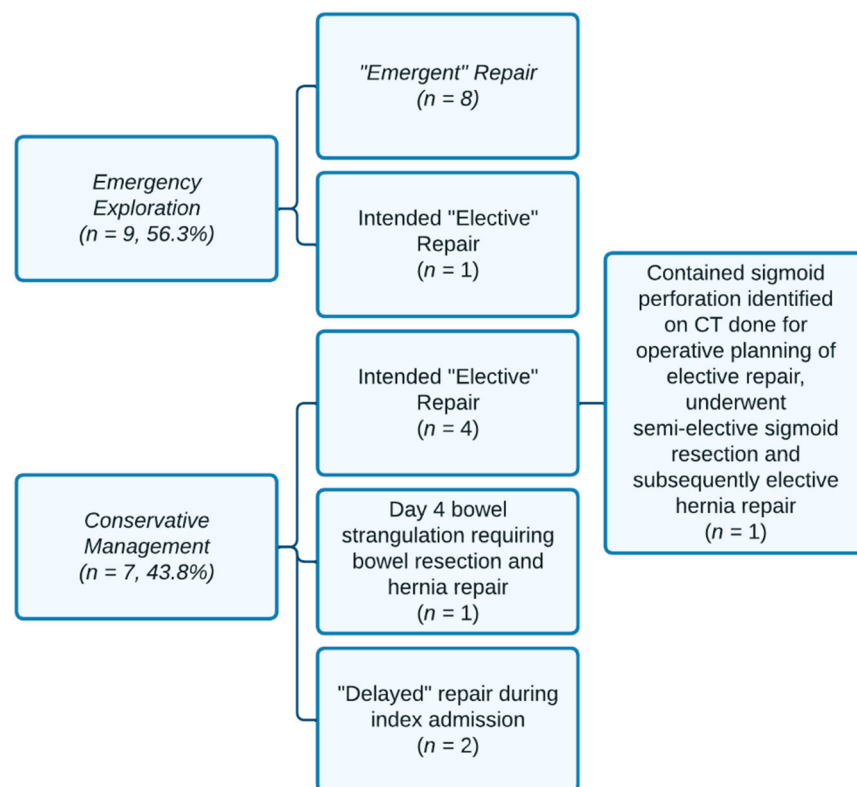 "Emergent" Repair
(n = 8)
Emergency
Exploration
(n = 9, 56.3%)
Intended "Elective"
Repair
(n = 1)
Contained sigmoid
perforation identified
on CT done for
operative planning of
elective repair,
underwent
semi-elective sigmoid
resection and
subsequently elective
hernia repair
(n = 1)
Intended "Elective"
Repair
(n = 4)
Conservative
Management
(n = 7, 43.8%)
Day 4 bowel
strangulation requiring
bowel resection and
hernia repair
(n = 1)
"Delayed" repair during
index admission
(n = 2)